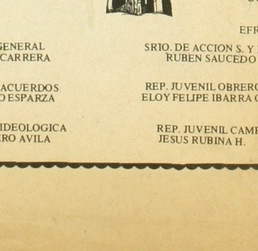 EFR
GENERAL
CARRERA
SRIO. DE ACCION S. Y
RUBEN SAUCEDO
ACUERDOS
O ESPARZA
REP. JUVENIL OBRERO
ELOY FELIPE IBARRA
IDEOLOGICA
ERO AVILA
REP. JUVENIL CAMP
JESUS RUBINA H.